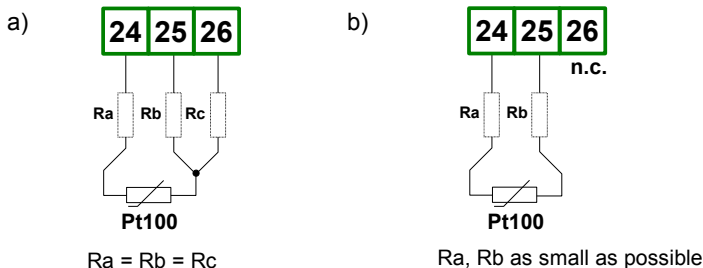 a)
24 25 26
Ra Rb Rc
Pt100
Ra = Rb = Rc
b)
24 25 26
n.c.
Ra Rb
Pt100
Ra, Rb as small as possible